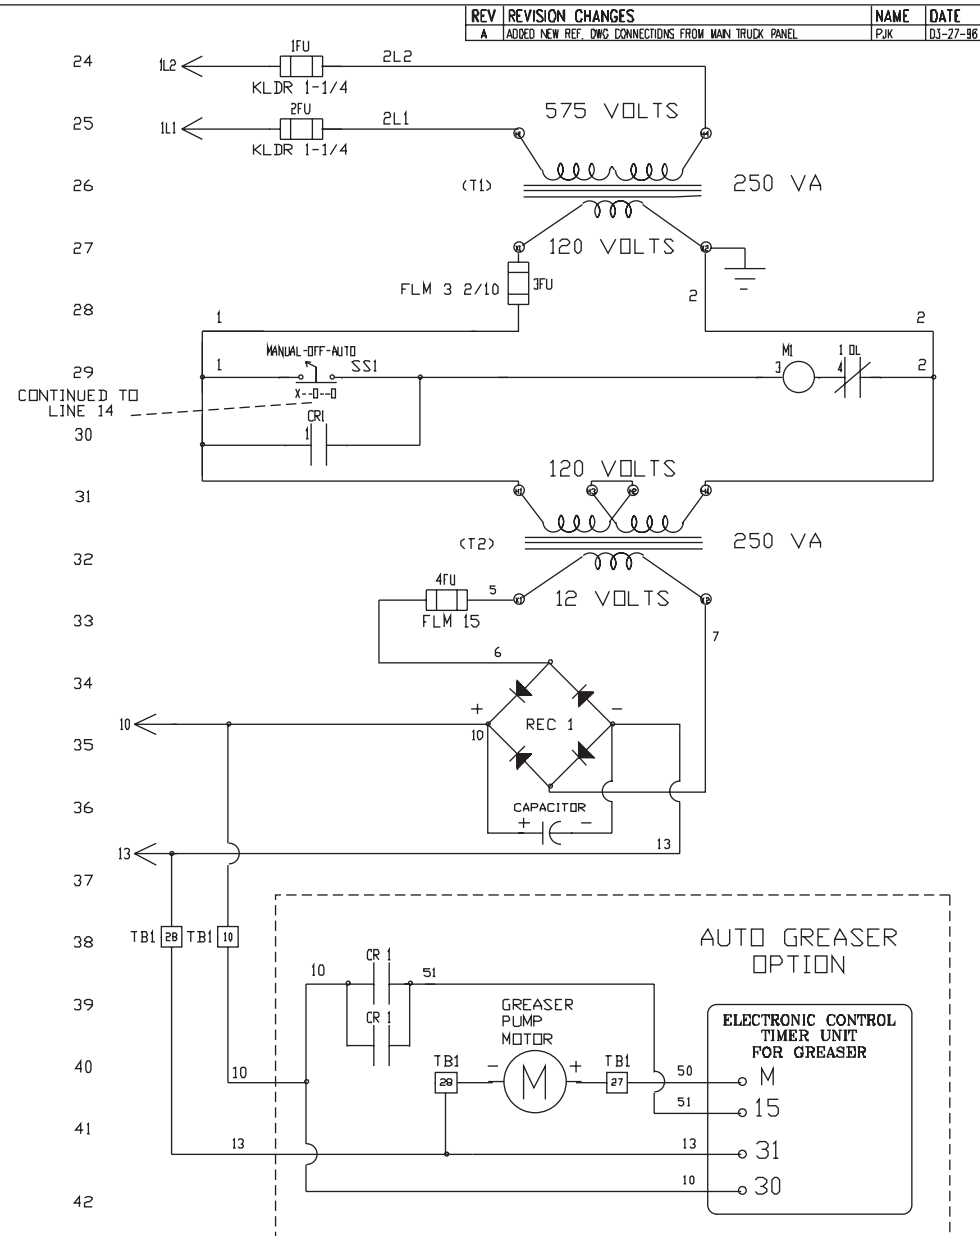 REV REVISION CHANGES NAME DATE
A ADDED NEW REF. DWG CONNECTIONS FROM MAIN TRUCK PANEL PJK 03-27-96
24 1L2 1FU 2L2
KLDR 1-1/4
2FU
575 VOLTS
25 1L1 2L1
KLDR 1-1/4
26 (T1) 250 VA
27 120 VOLTS
FLM 3 2/10 3FU
2
28 1 2
MANUAL-OFF-AUTO
29 1 SS1 M1 1 OL 2
3 4
X--O--O
CONTINUED TO
LINE 14
CR1
30 1
120 VOLTS
31
32 (T2) 250 VA
4FU 5
12 VOLTS
33 FLM 15
7
6
34
+ -
10 REC 1
35 10
36 CAPACITOR
+ -
13 13
37
38 TB1 28 TB1 10
AUTO GREASER
OPTION
CR 1
10 51
39 GREASER
PUMP
MOTOR
CR 1
ELECTRONIC CONTROL
TIMER UNIT
FOR GREASER
40 10 TB1 28 - M + TB1 27 50 M
51 15
41 13 13 31
10 30
42